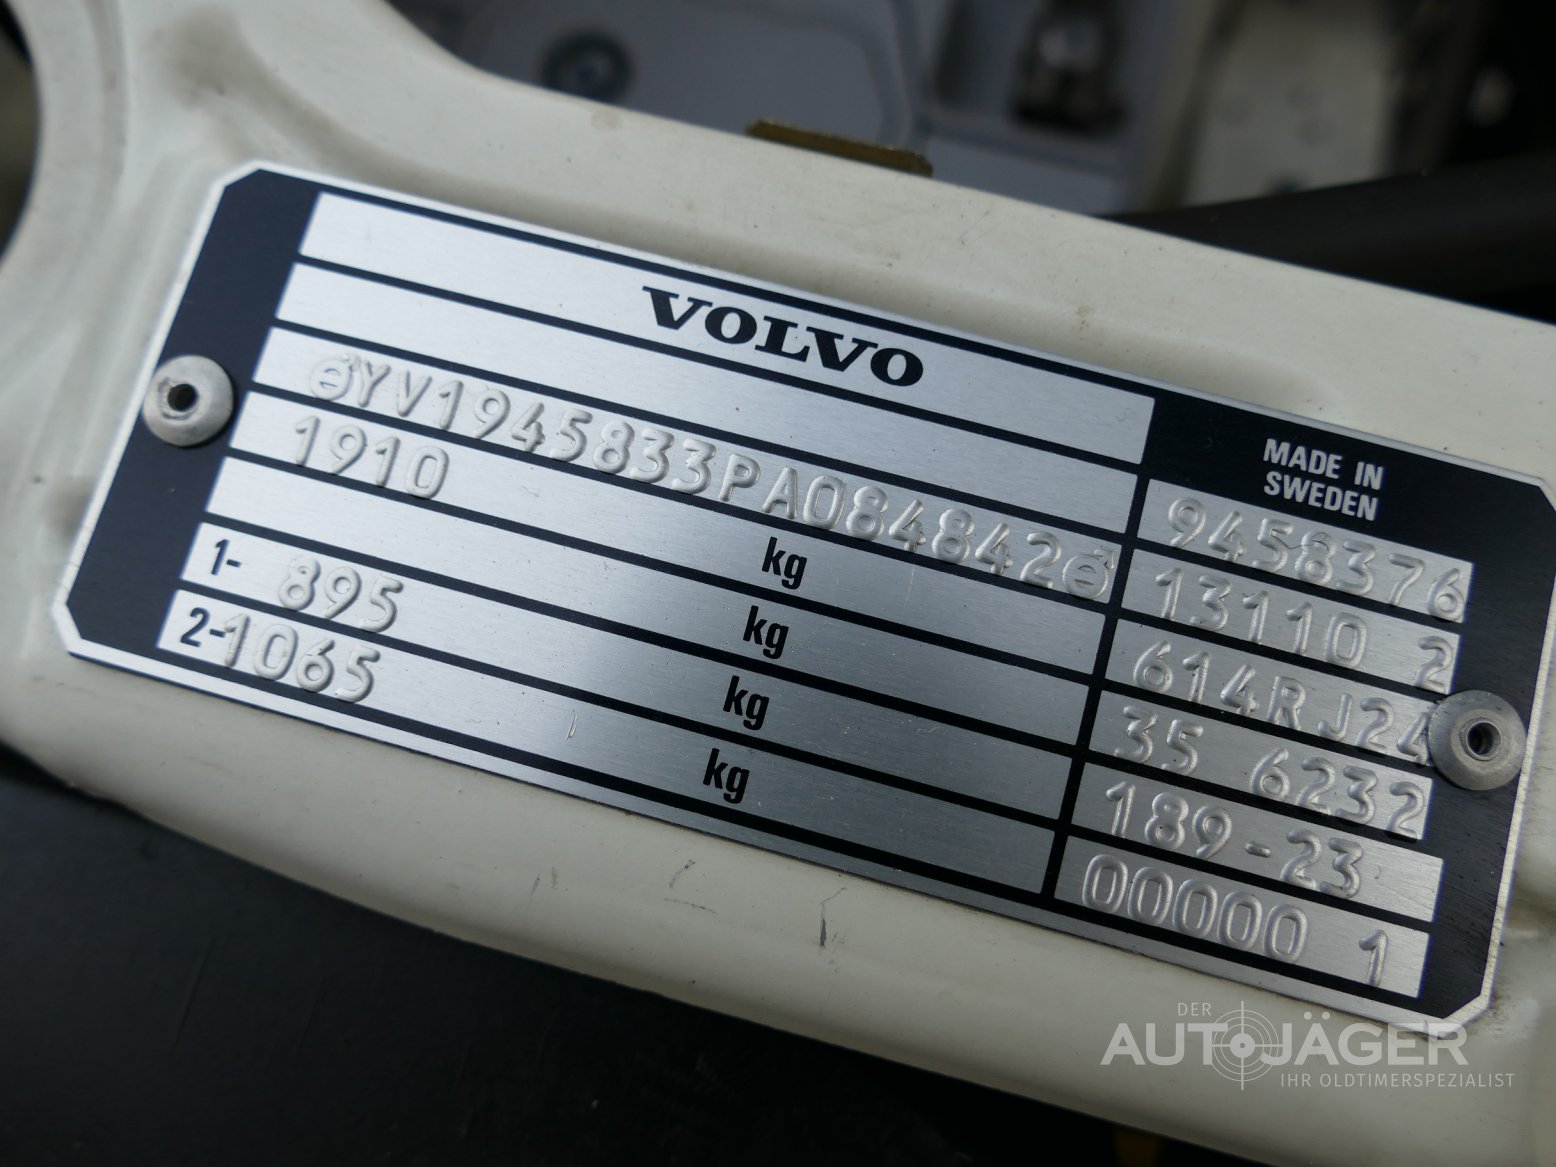 VOLVO
MADE IN
SWEDEN
YV1945833PA084842
1910 kg
kg
1- 895 kg
2-1065 kg
9458376
13110 2
614RJ24
35 6232
189-23
00000 1
DER
AUTOJÄGER
IHR OLDTIMERSPEZIALIST